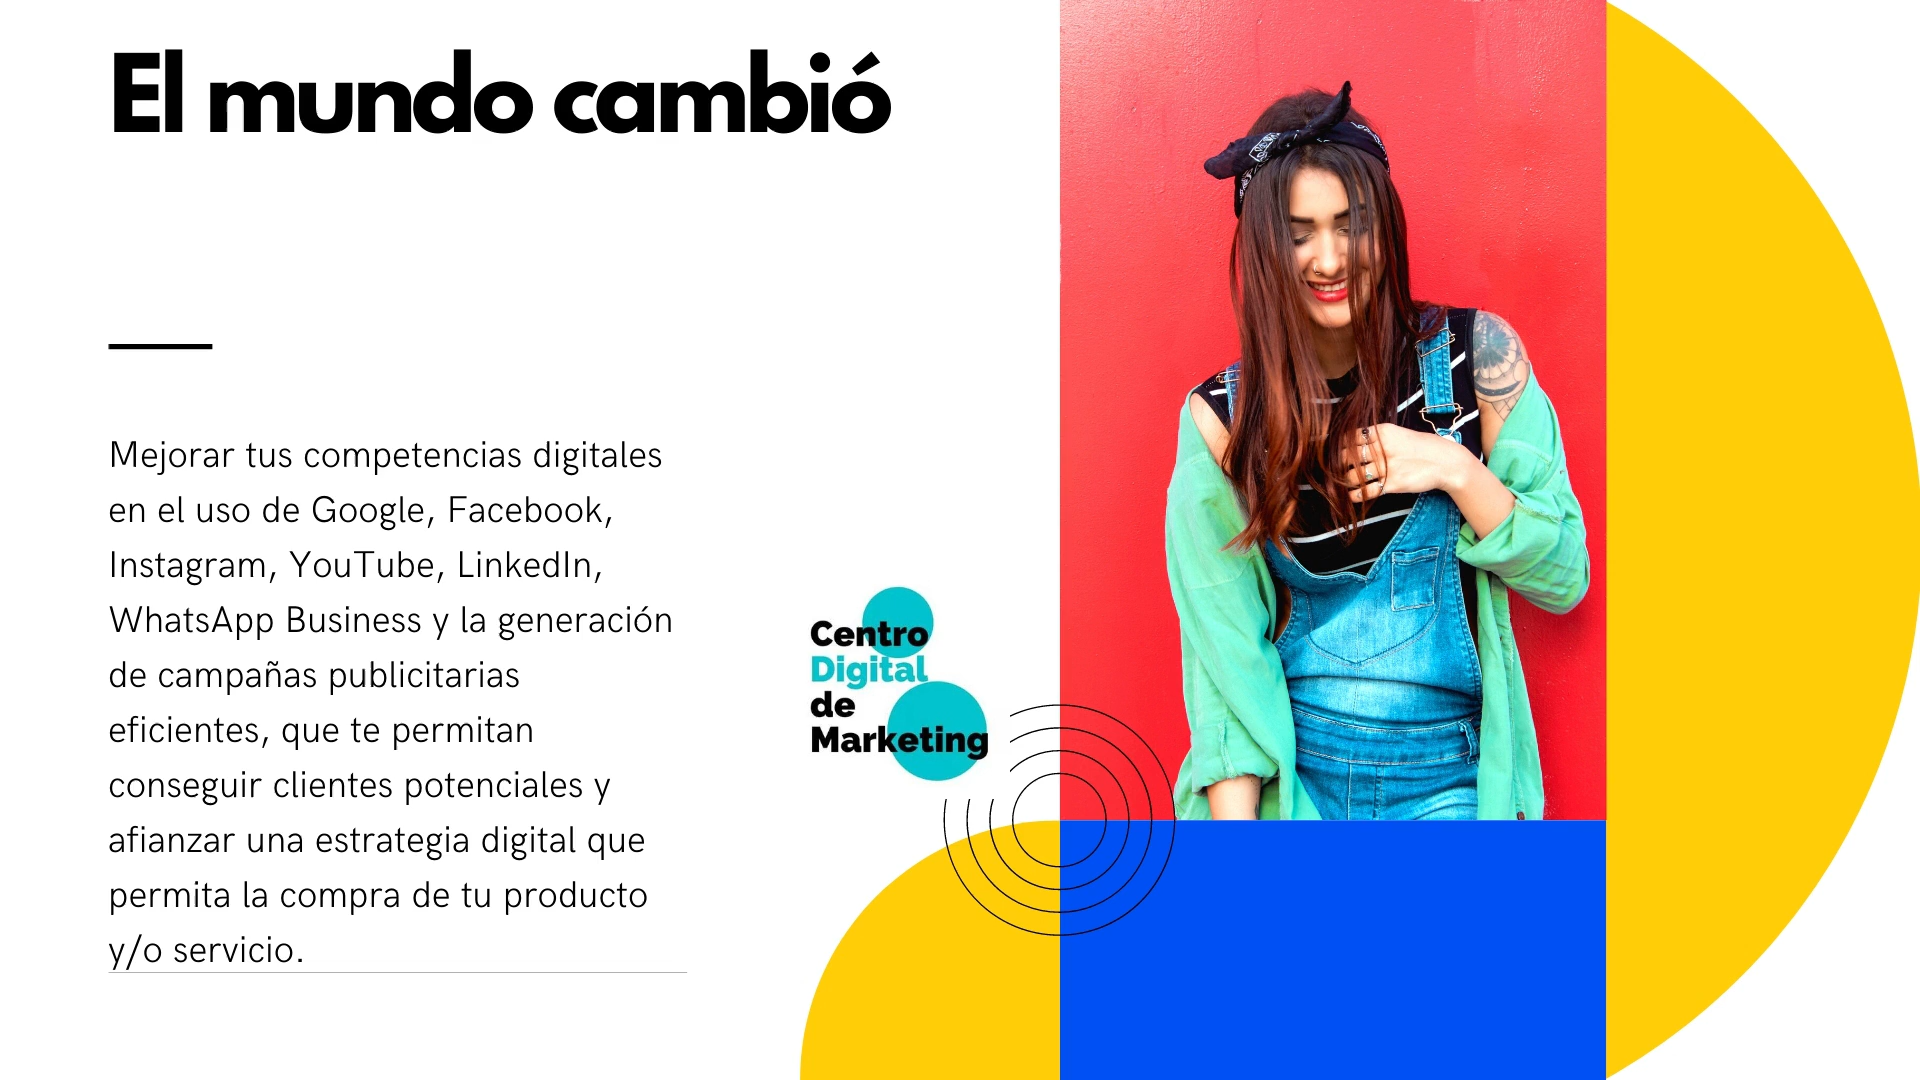 El mundo cambió
Mejorar tus competencias digitales
en el uso de Google, Facebook,
Instagram, YouTube, LinkedIn,
WhatsApp Business y la generación
de campañas publicitarias
eficientes, que te permitan
conseguir clientes potenciales y
afianzar una estrategia digital que
permita la compra de tu producto
y/o servicio.
Centro
Digital
de
Marketing